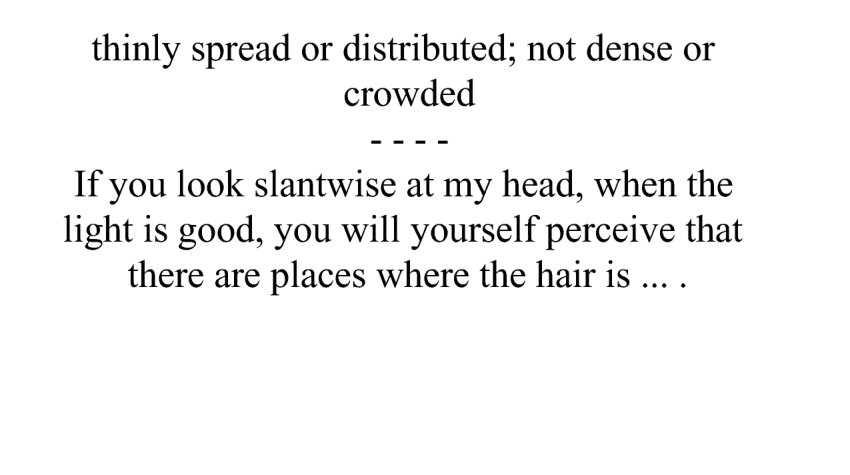 thinly spread or distributed; not dense or
crowded
- - - -
If you look slantwise at my head, when the
light is good, you will yourself perceive that
there are places where the hair is ... .